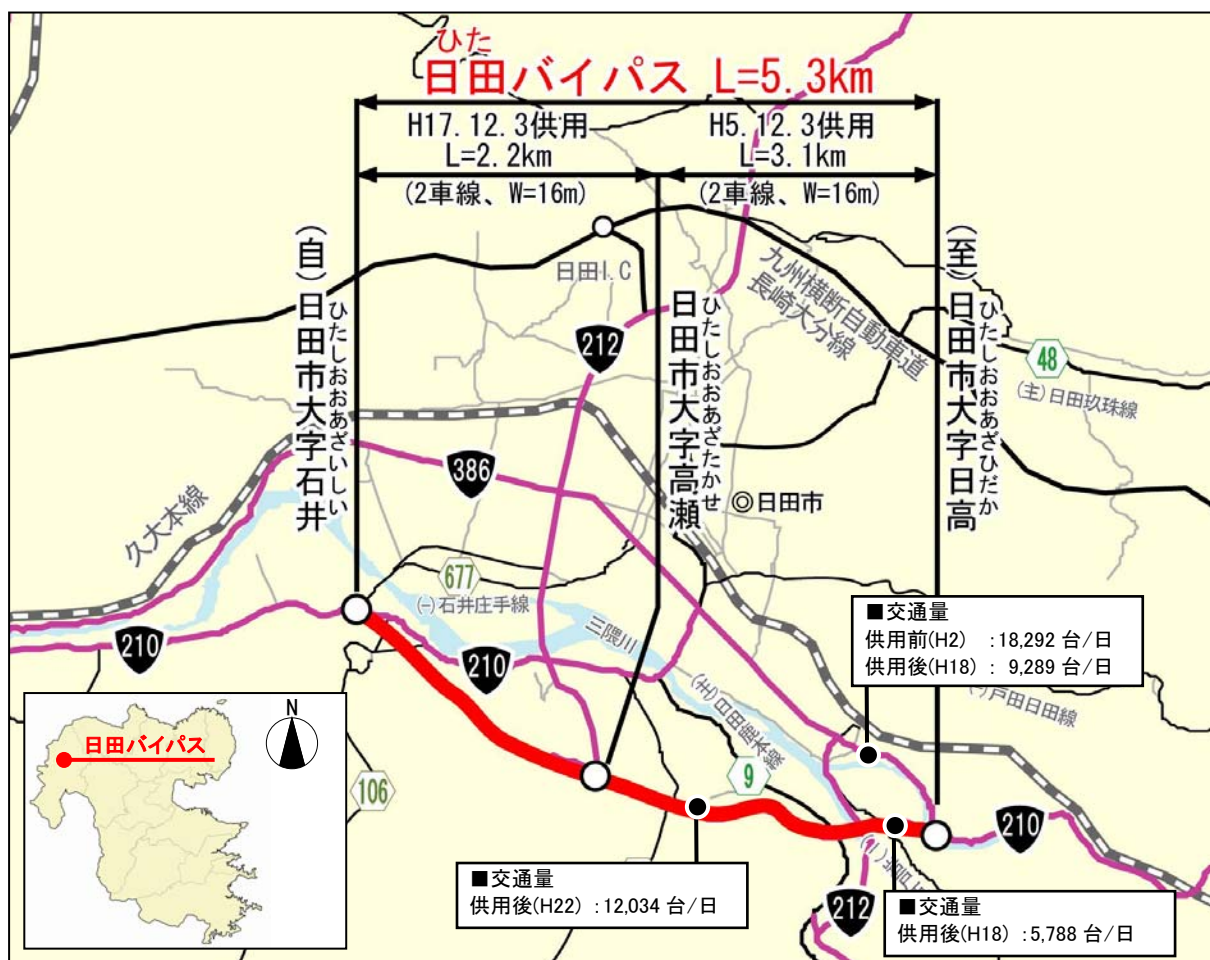 ひた
日田バイパス L=5.3km
H17.12.3供用
L=2.2km
(2車線、W=16m)
H5.12.3供用
L=3.1km
(2車線、W=16m)
(自)日田市大字石井
ひたしおおあざいしい
日田I.C
212
日田市大字高瀬
ひたしおおあざたかせ
九州横断自動車道
長崎大分線
(至)日田市大字日高
ひたしおおあざひだか
48
(主)日田玖珠線
386
久大本線
◎日田市
677
(一)石井庄手線
三隈川
210
210
(主)日田鹿本線
■交通量
供用前(H2) :18,292 台/日
供用後(H18) : 9,289 台/日
(一)戸田日田線
N
日田バイパス
106
9
210
212
■交通量
供用後(H22) :12,034 台/日
■交通量
供用後(H18) :5,788 台/日